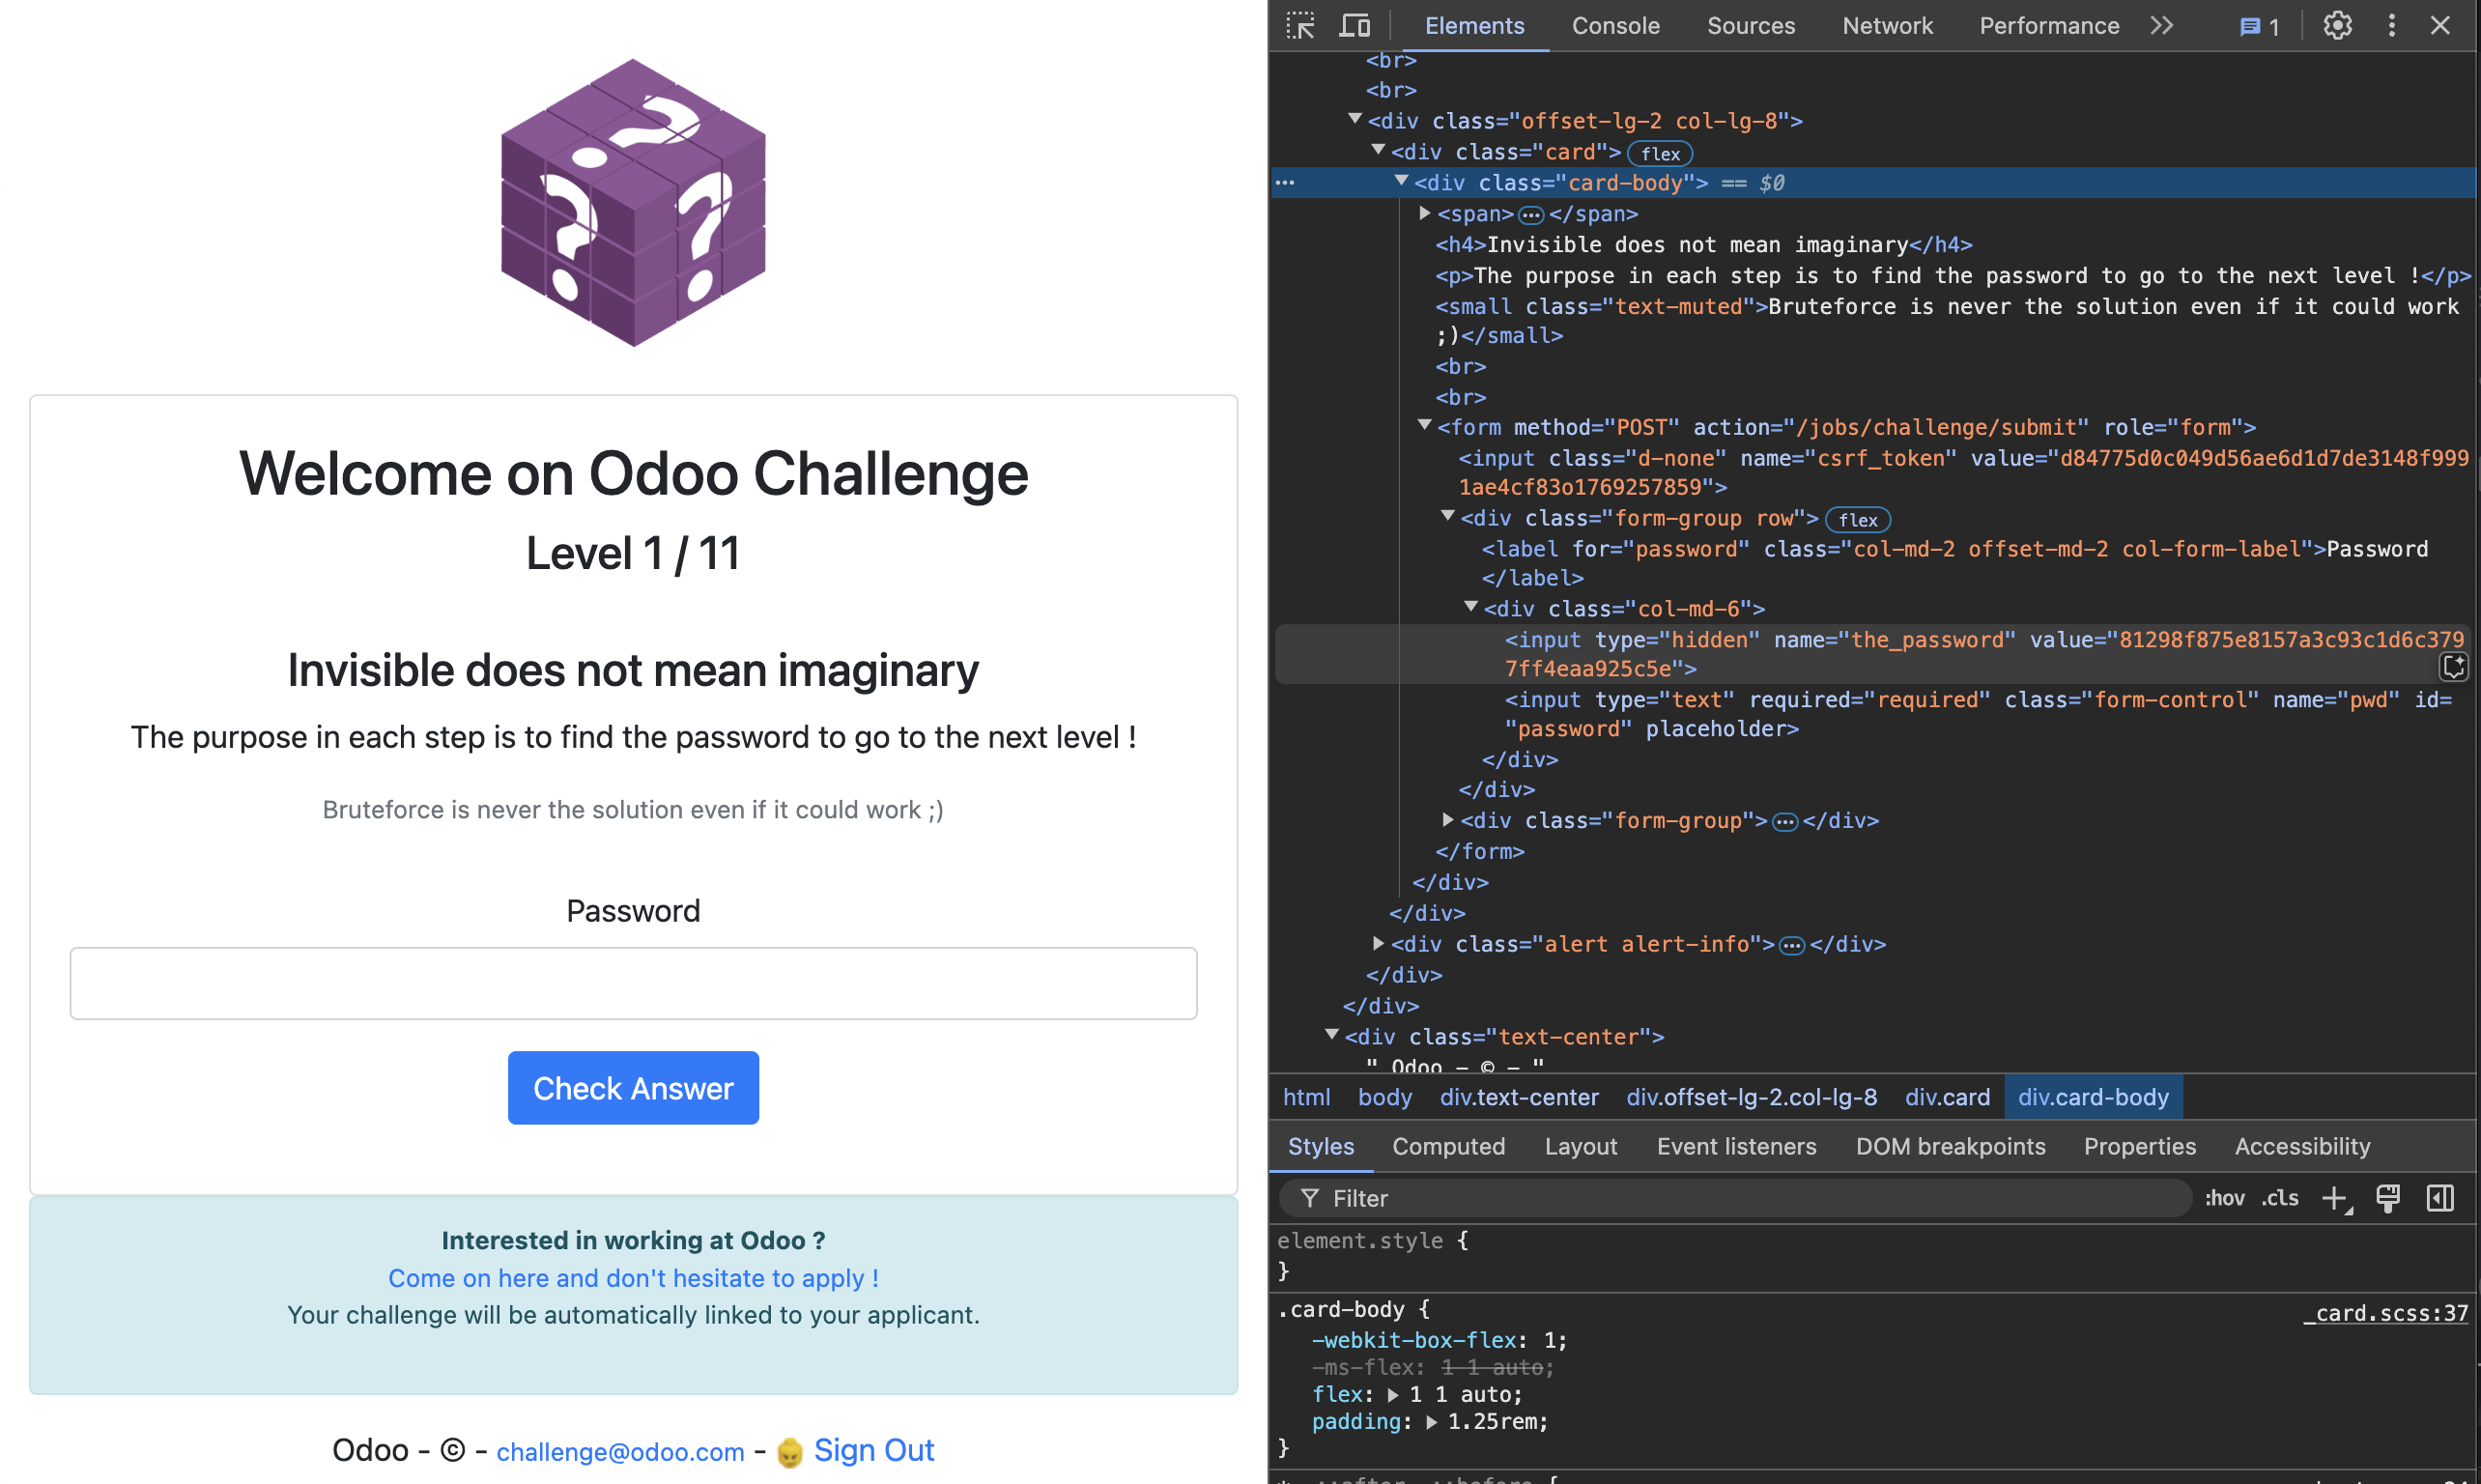 Welcome on Odoo Challenge
Level 1 / 11
Invisible does not mean imaginary
The purpose in each step is to find the password to go to the next level !
Bruteforce is never the solution even if it could work ;)
Password
Check Answer
Interested in working at Odoo ?
Come on here and don't hesitate to apply !
Your challenge will be automatically linked to your applicant.
Odoo - © - challenge@odoo.com - Sign Out
Elements Console Sources Network Performance 1
<br>
<br>
<div class="offset-lg-2 col-lg-8">
<div class="card"> flex
<div class="card-body"> == $0
<span> </span>
<h4>Invisible does not mean imaginary</h4>
<p>The purpose in each step is to find the password to go to the next level !</p>
<small class="text-muted">Bruteforce is never the solution even if it could work
;)</small>
<br>
<br>
<form method="POST" action="/jobs/challenge/submit" role="form">
<input class="d-none" name="csrf_token" value="d84775d0c049d56ae6d1d7de3148f999
1ae4cf83o1769257859">
<div class="form-group row"> flex
<label for="password" class="col-md-2 offset-md-2 col-form-label">Password
</label>
<div class="col-md-6">
<input type="hidden" name="the_password" value="81298f875e8157a3c93c1d6c379
7ff4eaa925c5e">
<input type="text" required="required" class="form-control" name="pwd" id=
"password" placeholder>
</div>
</div>
<div class="form-group"> </div>
</form>
</div>
</div>
<div class="alert alert-info"> </div>
</div>
</div>
<div class="text-center">
" Odoo - © - "
html body div.text-center div.offset-lg-2.col-lg-8 div.card div.card-body
Styles Computed Layout Event listeners DOM breakpoints Properties Accessibility
Filter :hov .cls
element.style {
}
.card-body { _card.scss:37
-webkit-box-flex: 1;
-ms-flex: 1 1 auto;
flex: 1 1 auto;
padding: 1.25rem;
}